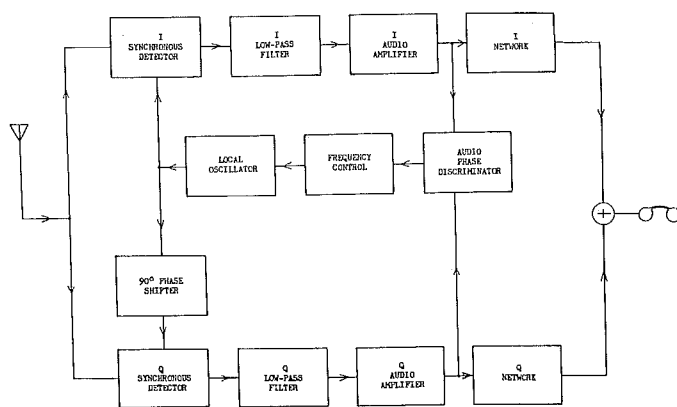 I
SYNCHRONOUS
DETECTOR
I
LOW-PASS
FILTER
I
AUDIO
AMPLIFIER
I
NETWORK
LOCAL
OSCILLATOR
FREQUENCY
CONTROL
AUDIO
PHASE
DISCRIMINATOR
+
90° PHASE
SHIFTER
Q
SYNCHRONOUS
DETECTOR
Q
LOW-PASS
FILTER
Q
AUDIO
AMPLIFIER
Q
NETWORK